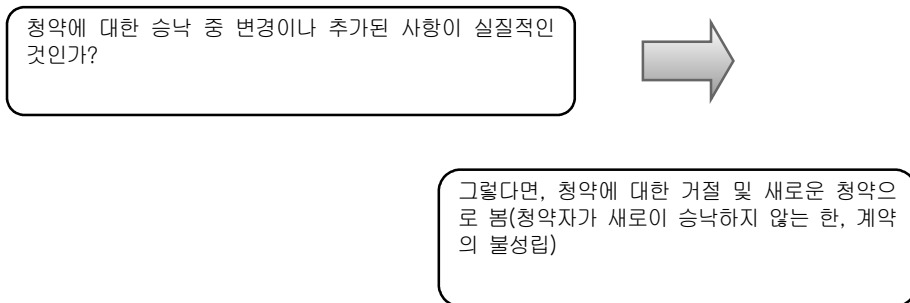 청약에 대한 승낙 중 변경이나 추가된 사항이 실질적인
것인가?
그렇다면, 청약에 대한 거절 및 새로운 청약으
로 봄(청약자가 새로이 승낙하지 않는 한, 계약
의 불성립)